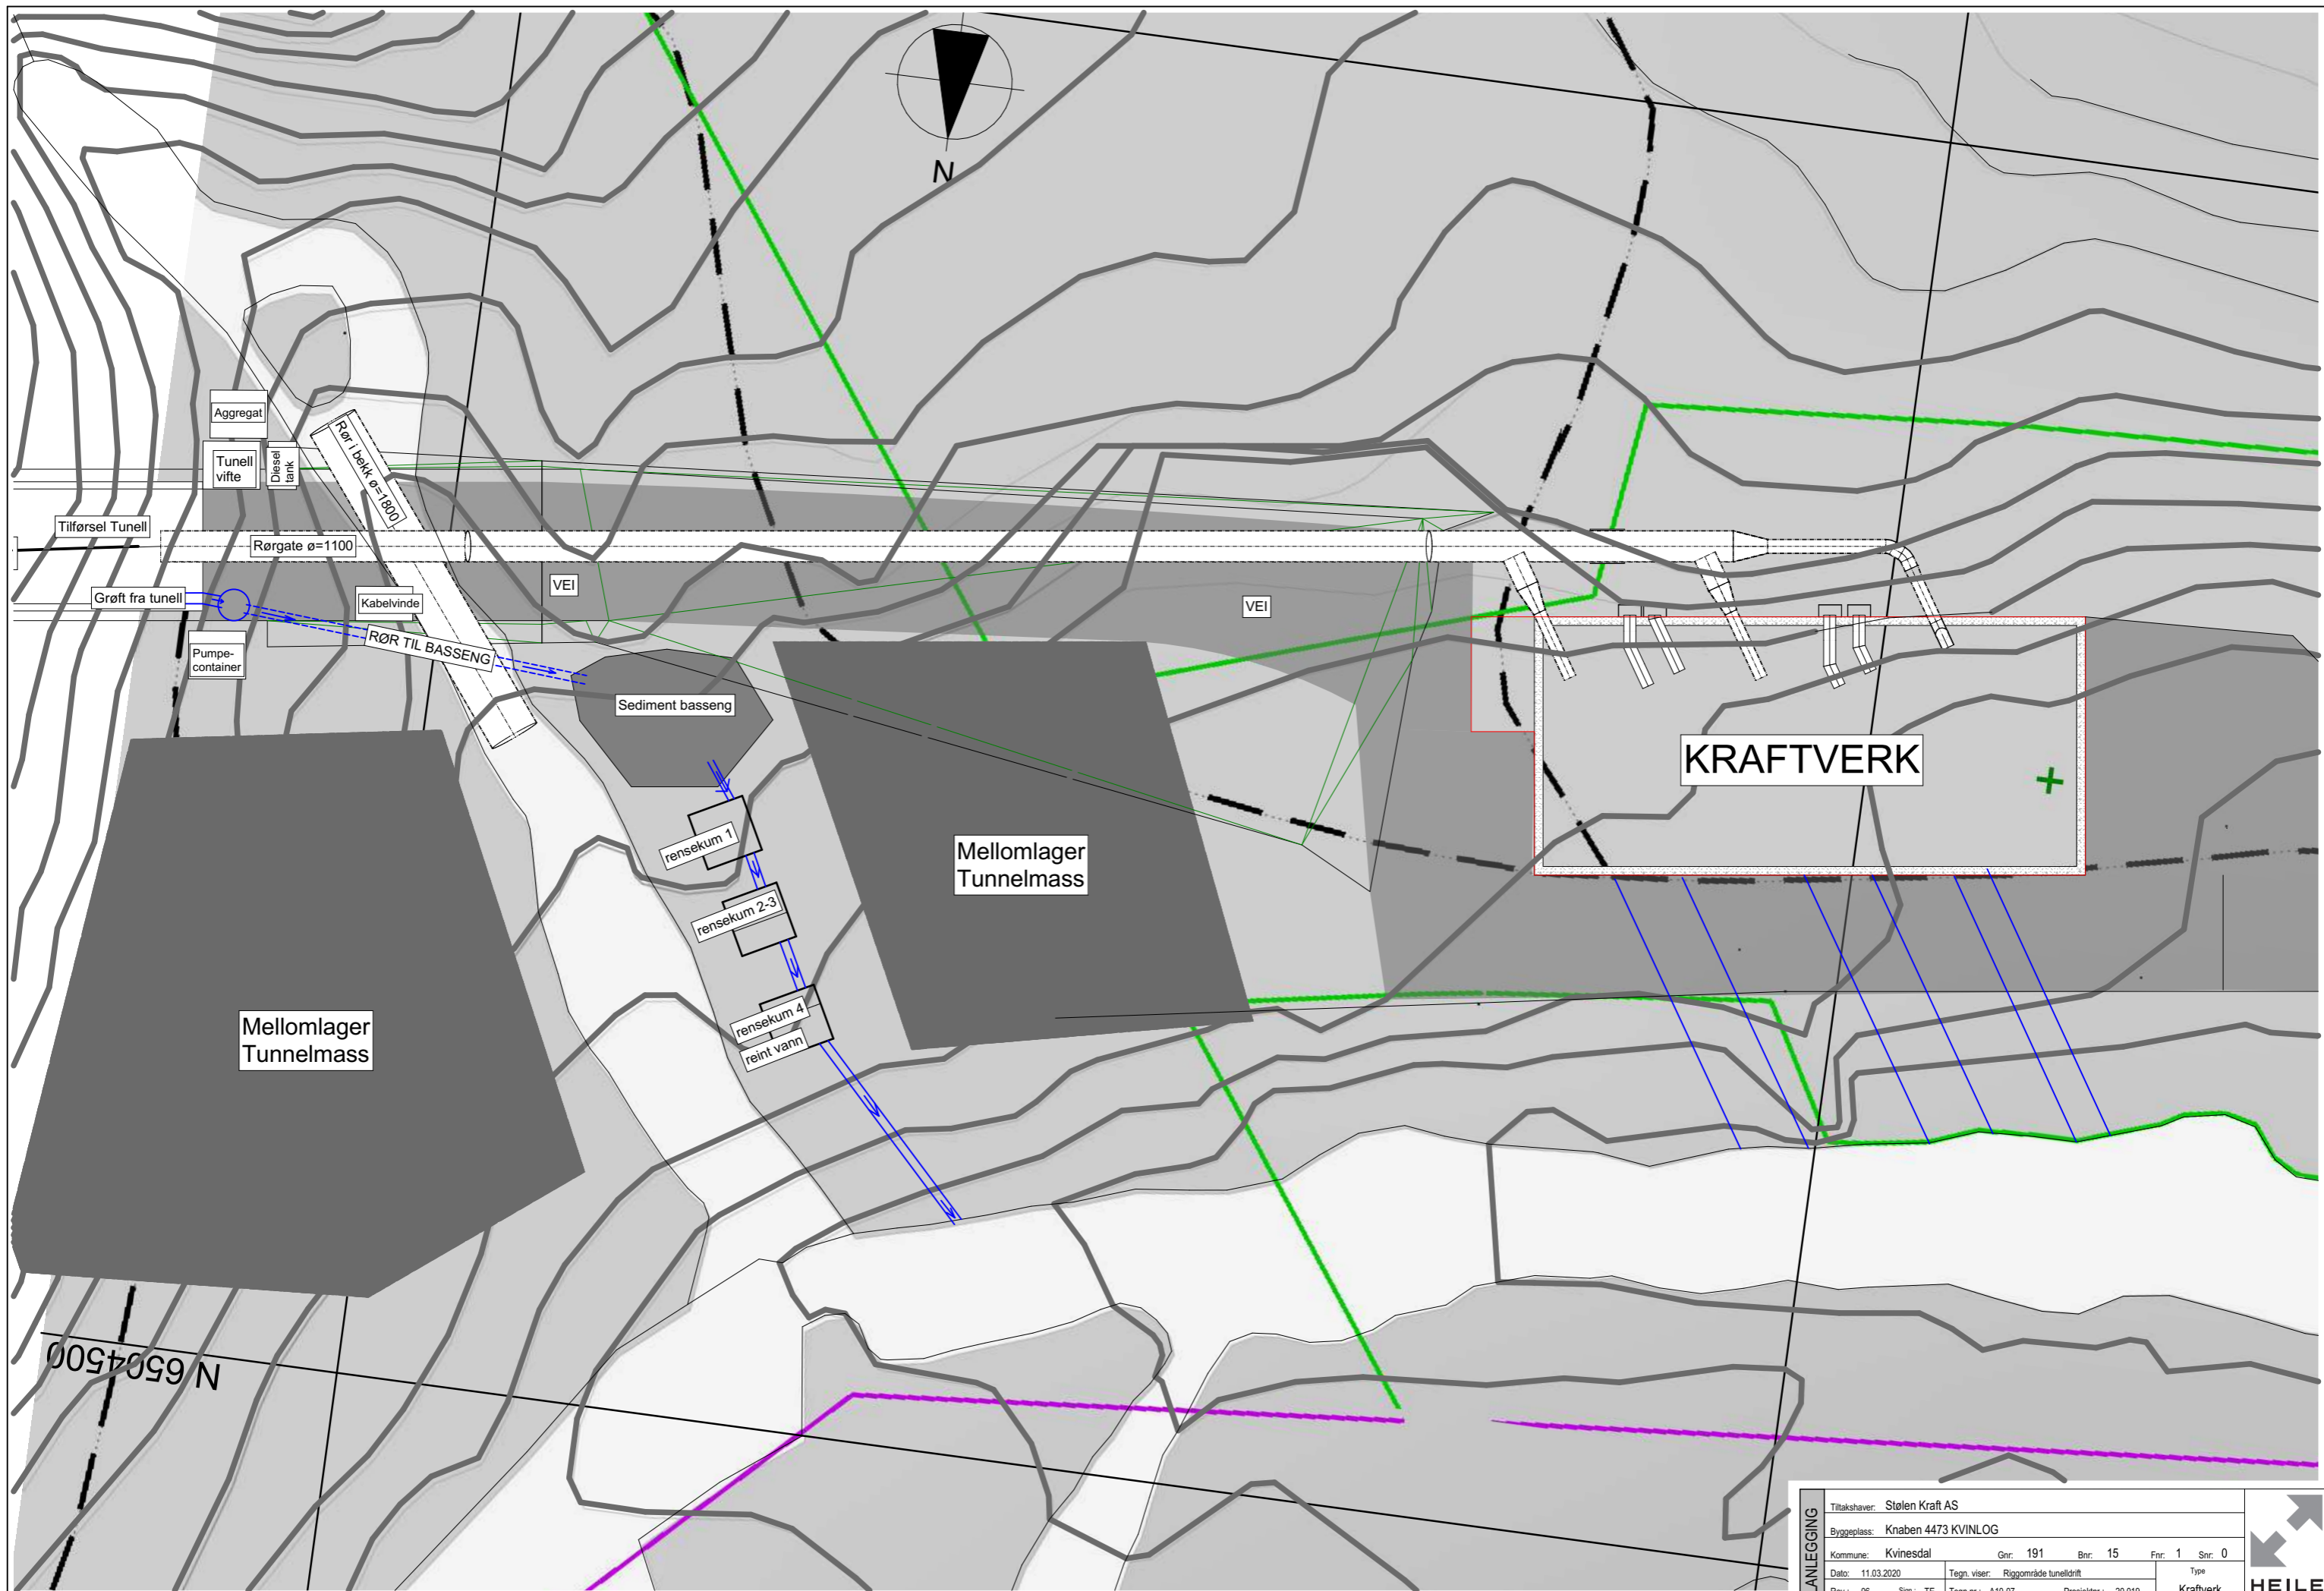 N
Aggregat
Tunell
vifte
Diesel
tank
Rør i bekk ø=1800
Tilførsel Tunell
Rørgate ø=1100
Grøft fra tunell
Kabelvinde
VEI
VEI
RØR TIL BASSENG
Pumpe-
container
Sediment basseng
KRAFTVERK
rensekum 1
Mellomlager
Tunnelmass
rensekum 2-3
rensekum 4
reint vann
Mellomlager
Tunnelmass
N 6504500
Tiltakshaver: Stølen Kraft AS
Byggeplass: Knaben 4473 KVINLOG
Kommune: Kvinesdal Gnr: 191 Bnr: 15 Fnr: 1 Snr: 0
Dato: 11.03.2020 Tegn. viser: Riggområde tunelldrift Type
Kraftverk
HEILE